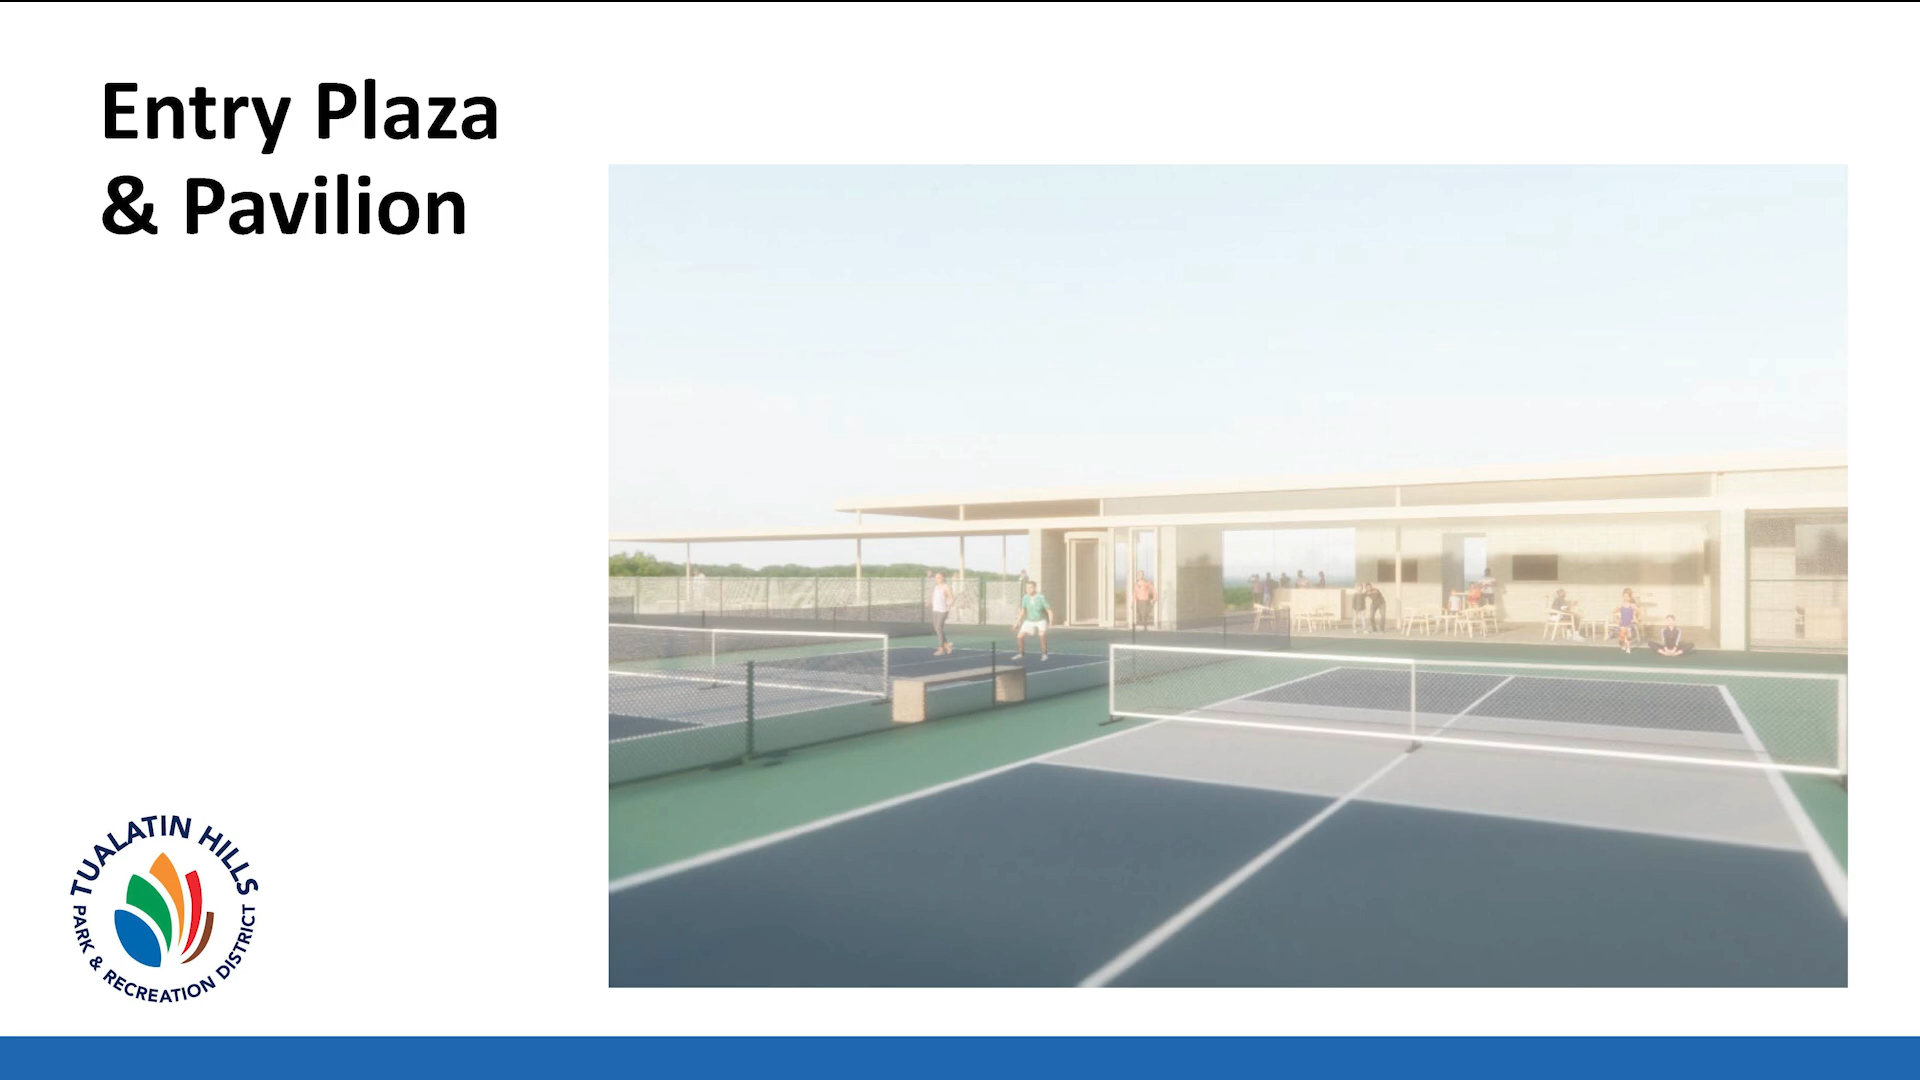 Entry Plaza
& Pavilion
TUALATIN HILLS
PARK & RECREATION DISTRICT